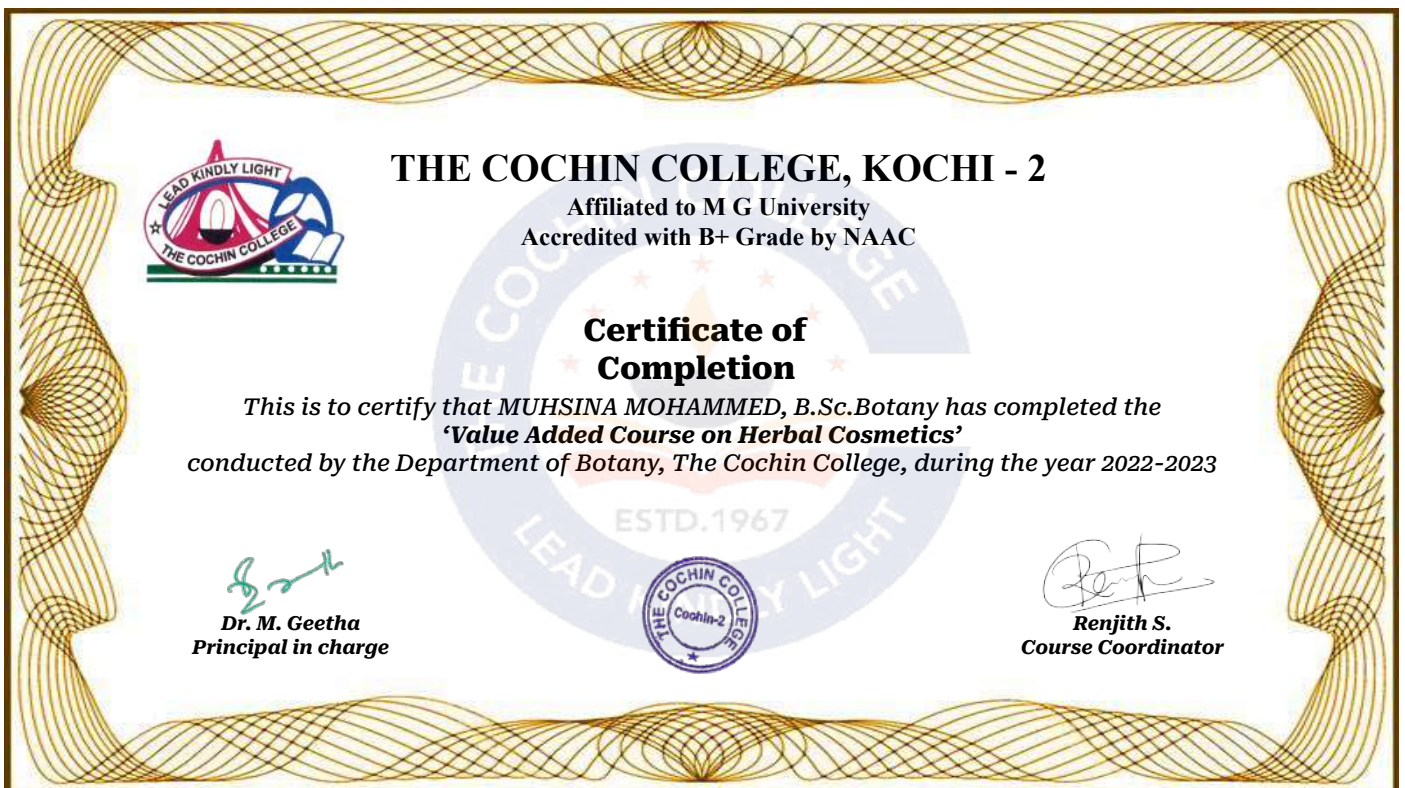 LEAD KINDLY LIGHT
THE COCHIN COLLEGE
THE COCHIN COLLEGE, KOCHI - 2
Affiliated to M G University
Accredited with B+ Grade by NAAC
Certificate of
Completion
This is to certify that MUHSINA MOHAMMED, B.Sc.Botany has completed the
‘Value Added Course on Herbal Cosmetics’
conducted by the Department of Botany, The Cochin College, during the year 2022-2023
THE COCHIN COLLEGE
ESTD.1967
LEAD KINDLY LIGHT
Dr. M. Geetha
Principal in charge
THE COCHIN COLLEGE
Cochin-2
Renjith S.
Course Coordinator